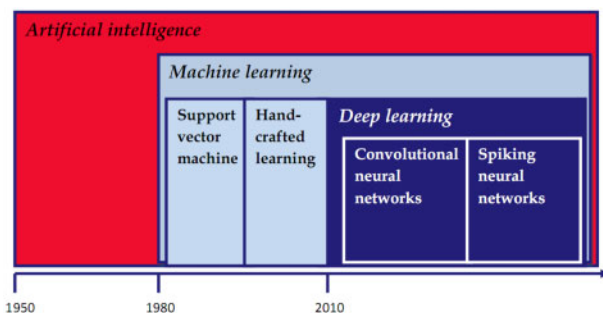 Artificial intelligence
Machine learning
Support
vector
machine
Hand-
crafted
learning
Deep learning
Convolutional
neural
networks
Spiking
neural
networks
1950
1980
2010